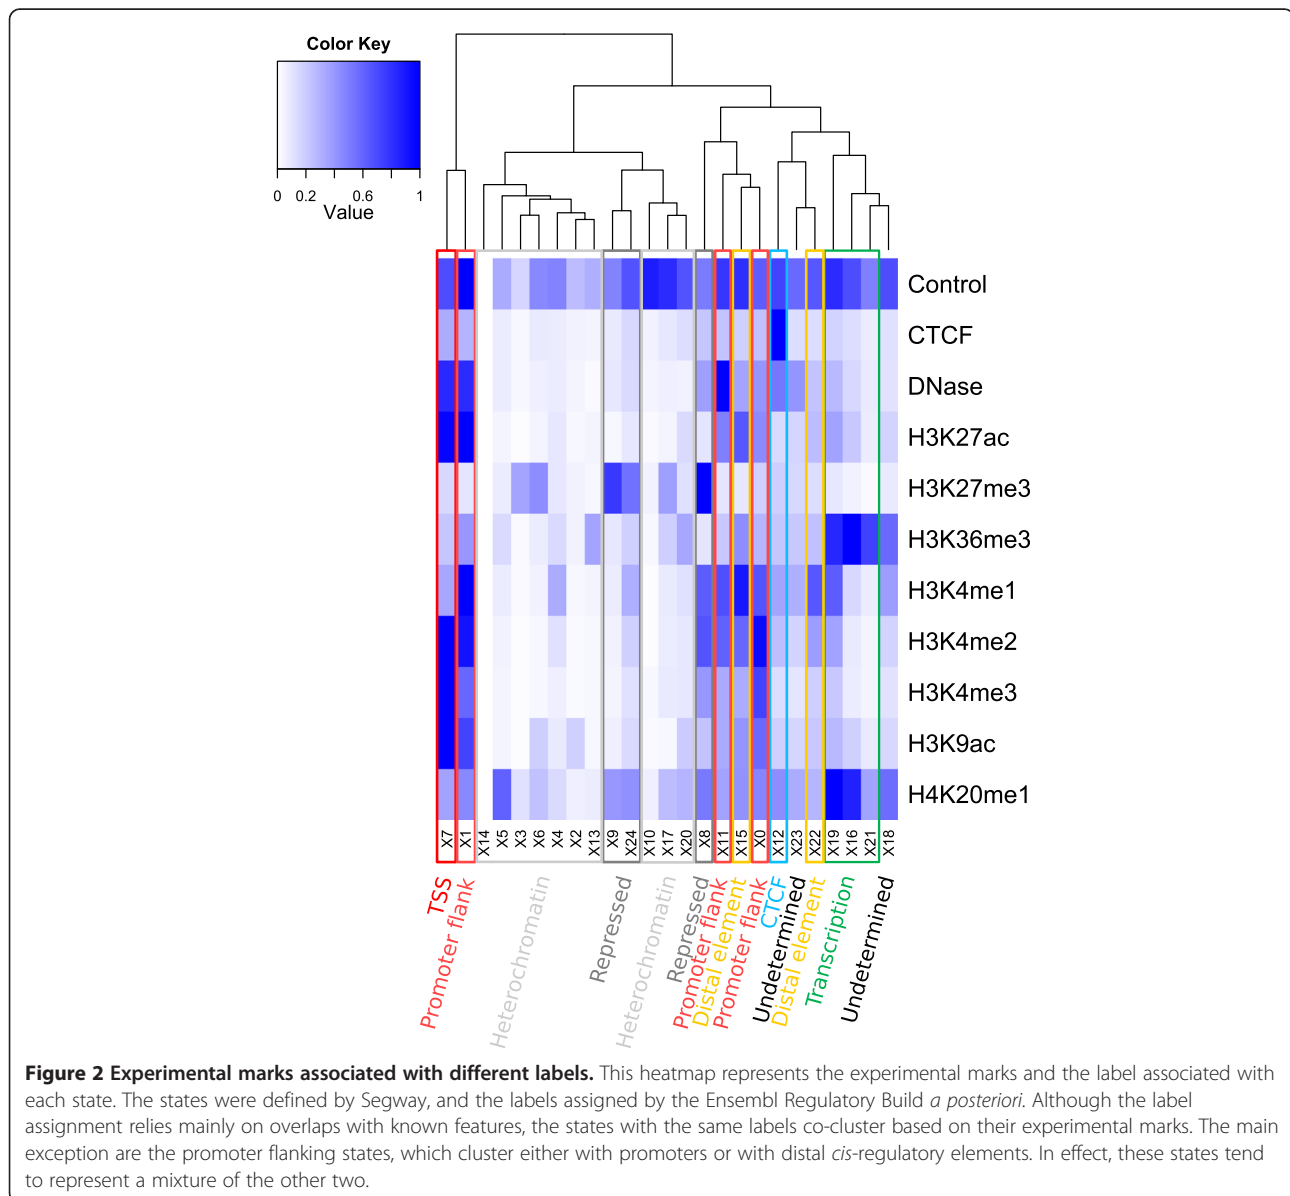 Color Key
0 0.2 0.6 1
Value
Control
CTCF
DNase
H3K27ac
H3K27me3
H3K36me3
H3K4me1
H3K4me2
H3K4me3
H3K9ac
H4K20me1
X7 X1 X14 X5 X3 X6 X4 X2 X13 X9 X24 X10 X17 X20 X8 X11 X15 X0 X12 X23 X22 X19 X16 X21 X18
TSS
Promoter flank
Heterochromatin
Repressed
Heterochromatin
Repressed
Promoter flank
Distal element
Promoter flank
CTCF
Undetermined
Distal element
Transcription
Undetermined
Figure 2 Experimental marks associated with different labels. This heatmap represents the experimental marks and the label associated with
each state. The states were defined by Segway, and the labels assigned by the Ensembl Regulatory Build a posteriori. Although the label
assignment relies mainly on overlaps with known features, the states with the same labels co-cluster based on their experimental marks. The main
exception are the promoter flanking states, which cluster either with promoters or with distal cis-regulatory elements. In effect, these states tend
to represent a mixture of the other two.